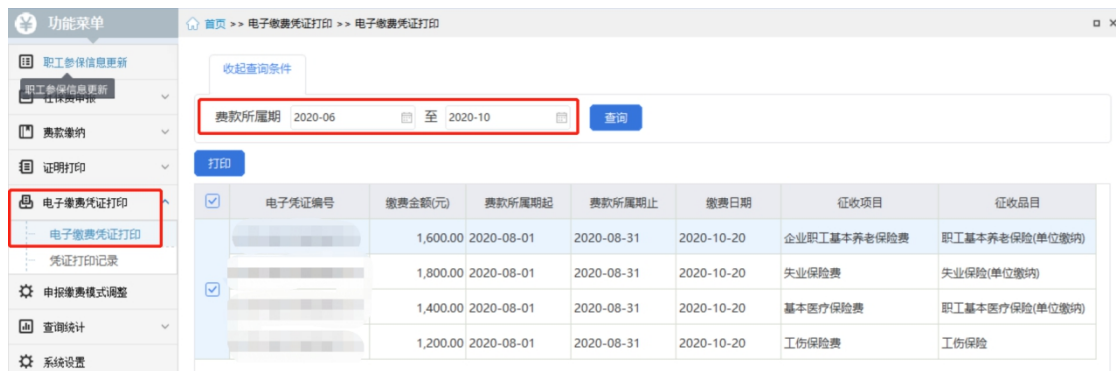 功能菜单
首页 >> 电子缴费凭证打印 >> 电子缴费凭证打印
职工参保信息更新
职工参保信息更新
社保费申报
费款缴纳
证明打印
电子缴费凭证打印
电子缴费凭证打印
凭证打印记录
申报缴费模式调整
查询统计
系统设置
收起查询条件
费款所属期 2020-06 至 2020-10 查询
打印
电子凭证编号 缴费金额(元) 费款所属期起 费款所属期止 缴费日期 征收项目 征收品目
1,600.00 2020-08-01 2020-08-31 2020-10-20 企业职工基本养老保险费 职工基本养老保险(单位缴纳)
1,800.00 2020-08-01 2020-08-31 2020-10-20 失业保险费 失业保险(单位缴纳)
1,400.00 2020-08-01 2020-08-31 2020-10-20 基本医疗保险费 职工基本医疗保险(单位缴纳)
1,200.00 2020-08-01 2020-08-31 2020-10-20 工伤保险费 工伤保险